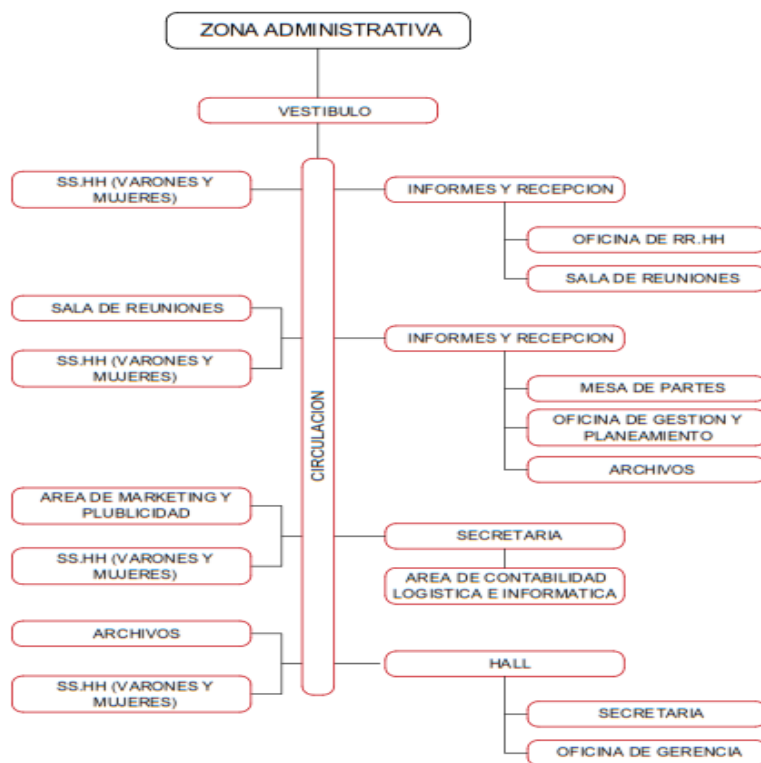 ZONA ADMINISTRATIVA
VESTIBULO
SS.HH (VARONES Y
MUJERES)
INFORMES Y RECEPCION
OFICINA DE RR.HH
SALA DE REUNIONES
SALA DE REUNIONES
SS.HH (VARONES Y
MUJERES)
INFORMES Y RECEPCION
MESA DE PARTES
OFICINA DE GESTION Y
PLANEAMIENTO
ARCHIVOS
CIRCULACION
AREA DE MARKETING Y
PLUBLICIDAD
SS.HH (VARONES Y
MUJERES)
SECRETARIA
AREA DE CONTABILIDAD
LOGISTICA E INFORMATICA
ARCHIVOS
SS.HH (VARONES Y
MUJERES)
HALL
SECRETARIA
OFICINA DE GERENCIA